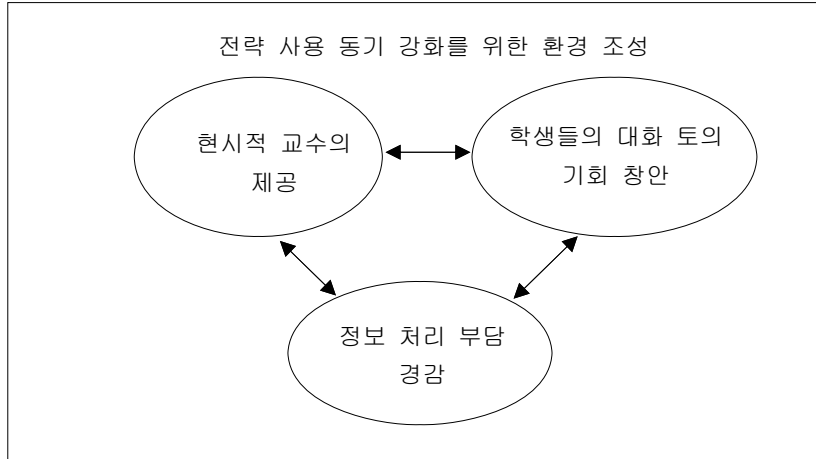 전략 사용 동기 강화를 위한 환경 조성
현시적 교수의
제공
학생들의 대화 토의
기회 창안
정보 처리 부담
경감